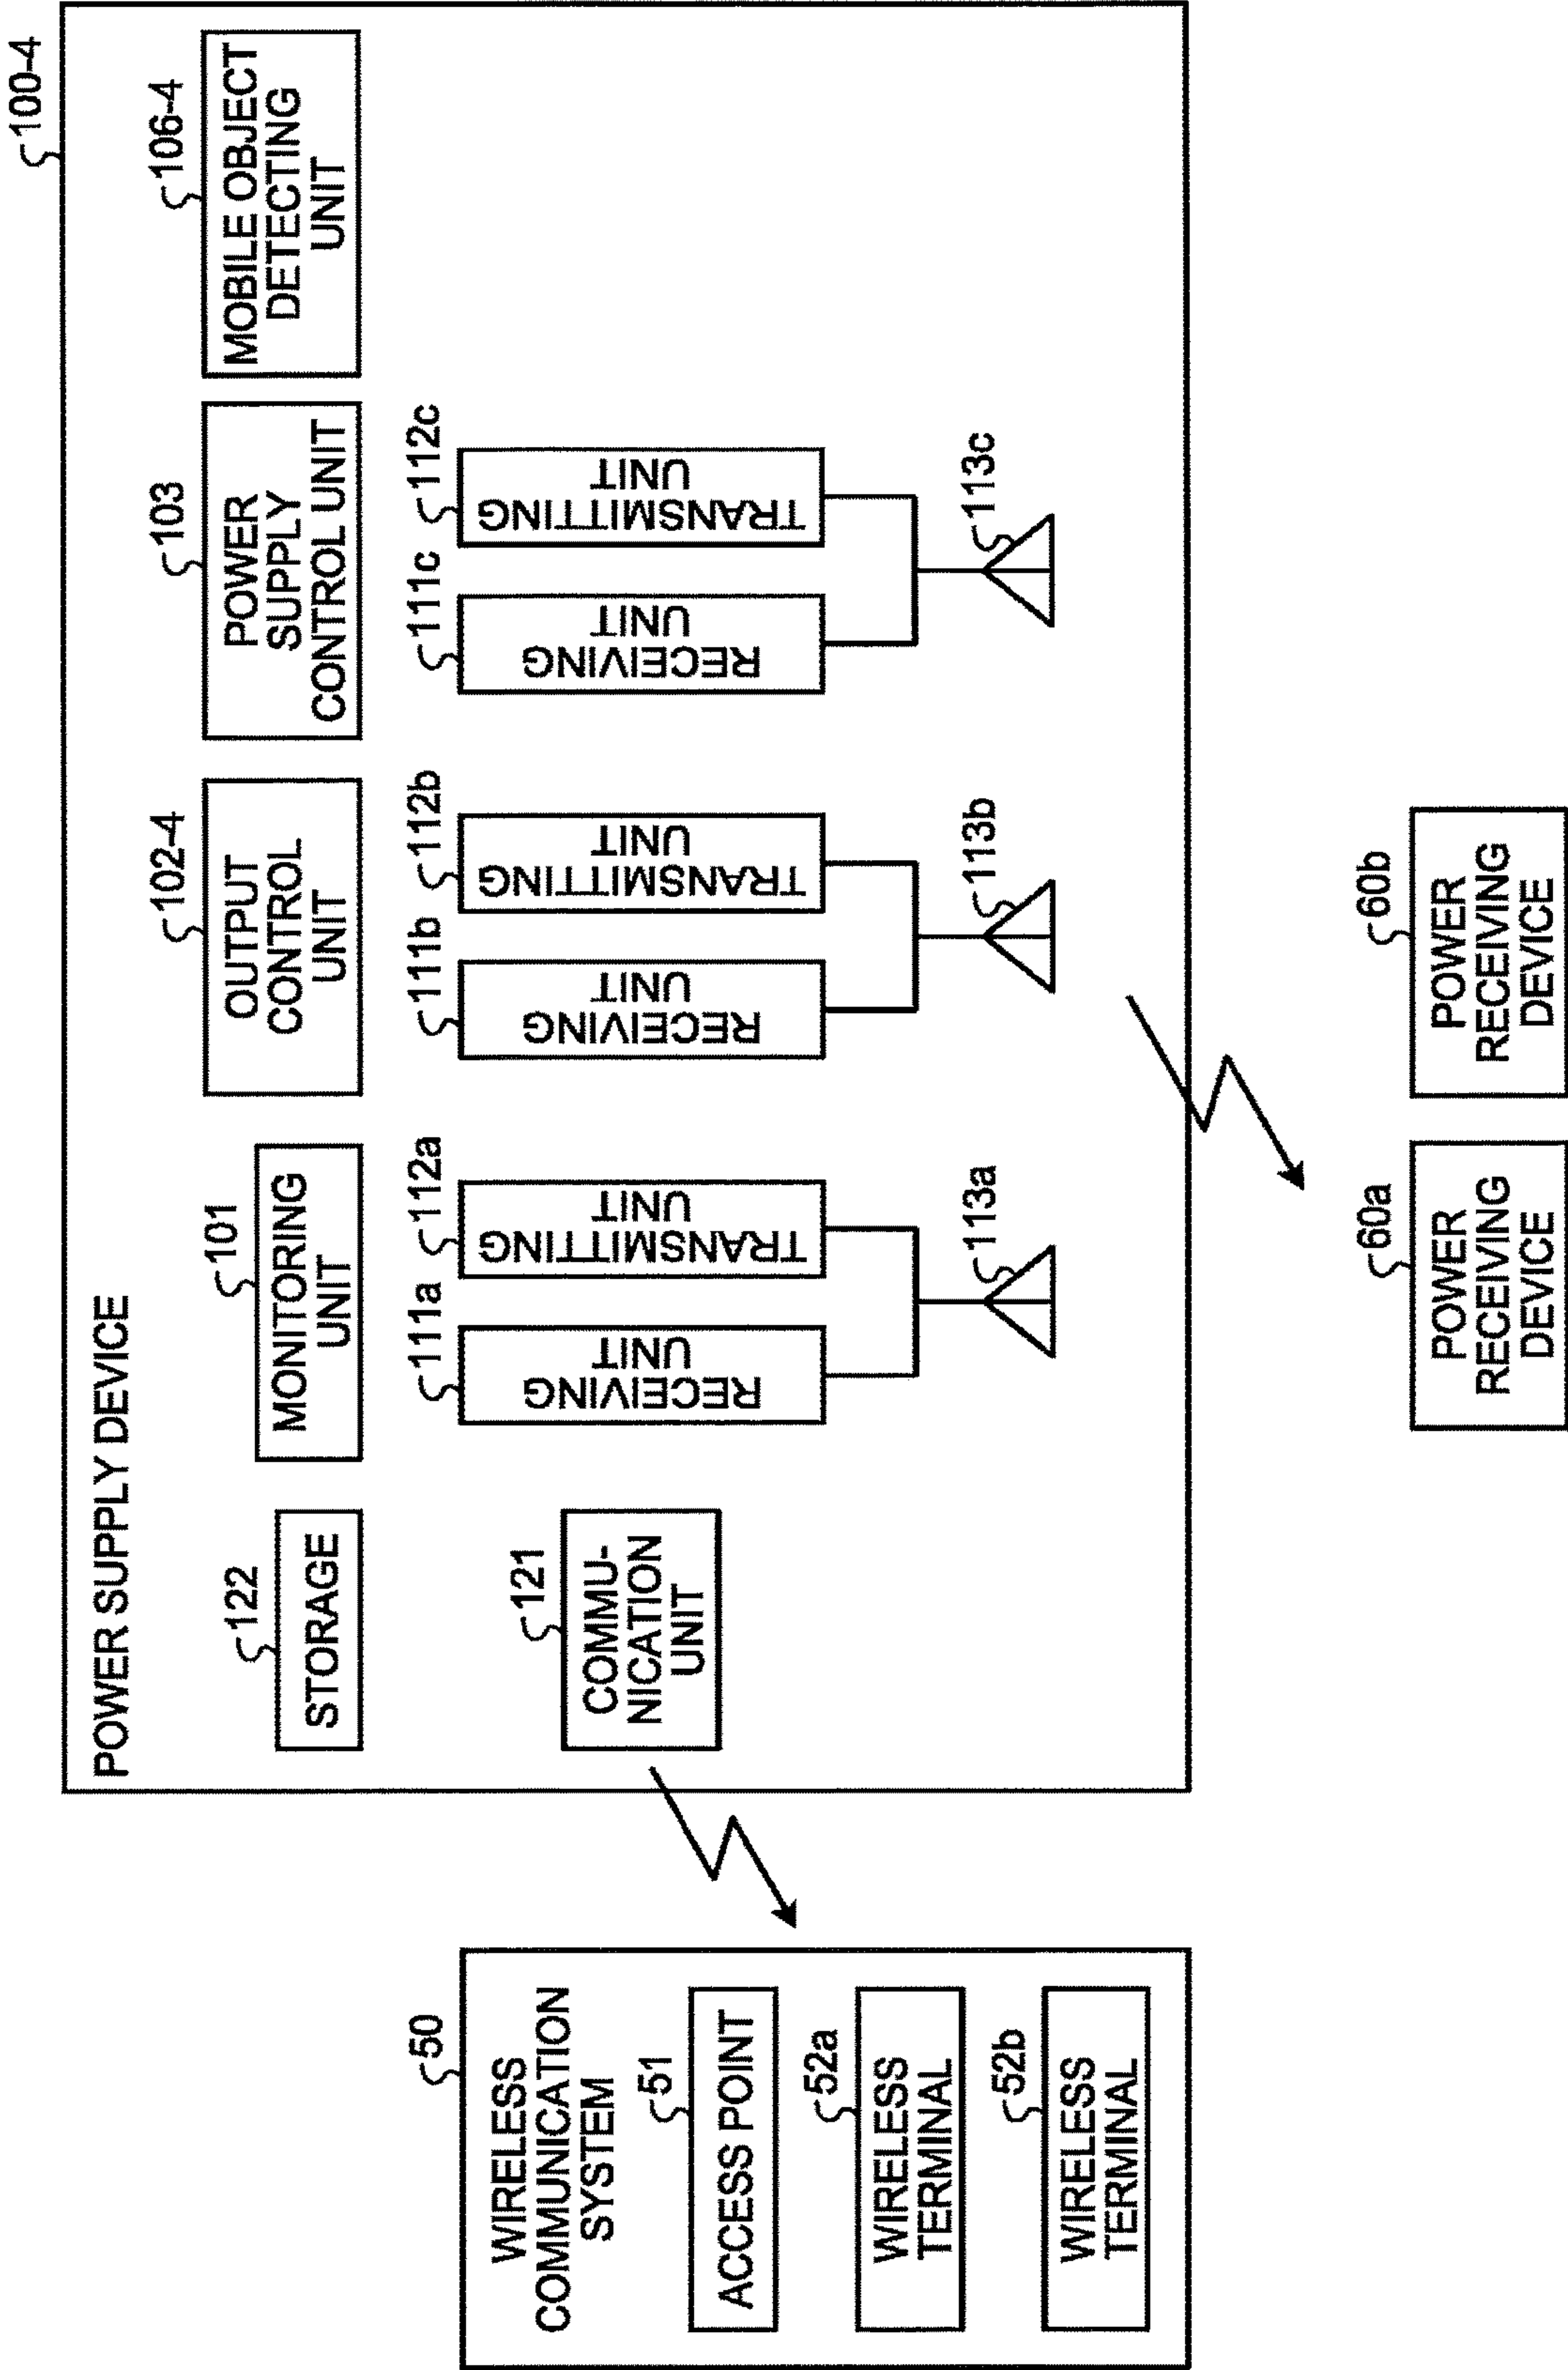 100-4
POWER SUPPLY DEVICE
122
STORAGE
101
MONITORING
UNIT
102-4
OUTPUT
CONTROL
UNIT
103
POWER
SUPPLY
CONTROL UNIT
106-4
MOBILE OBJECT
DETECTING
UNIT
121
COMMU-
NICATION
UNIT
111a
RECEIVING
UNIT
112a
TRANSMITTING
UNIT
113a
111b
RECEIVING
UNIT
112b
TRANSMITTING
UNIT
113b
111c
RECEIVING
UNIT
112c
TRANSMITTING
UNIT
113c
50
WIRELESS
COMMUNICATION
SYSTEM
51
ACCESS POINT
52a
WIRELESS
TERMINAL
52b
WIRELESS
TERMINAL
60a
POWER
RECEIVING
DEVICE
60b
POWER
RECEIVING
DEVICE